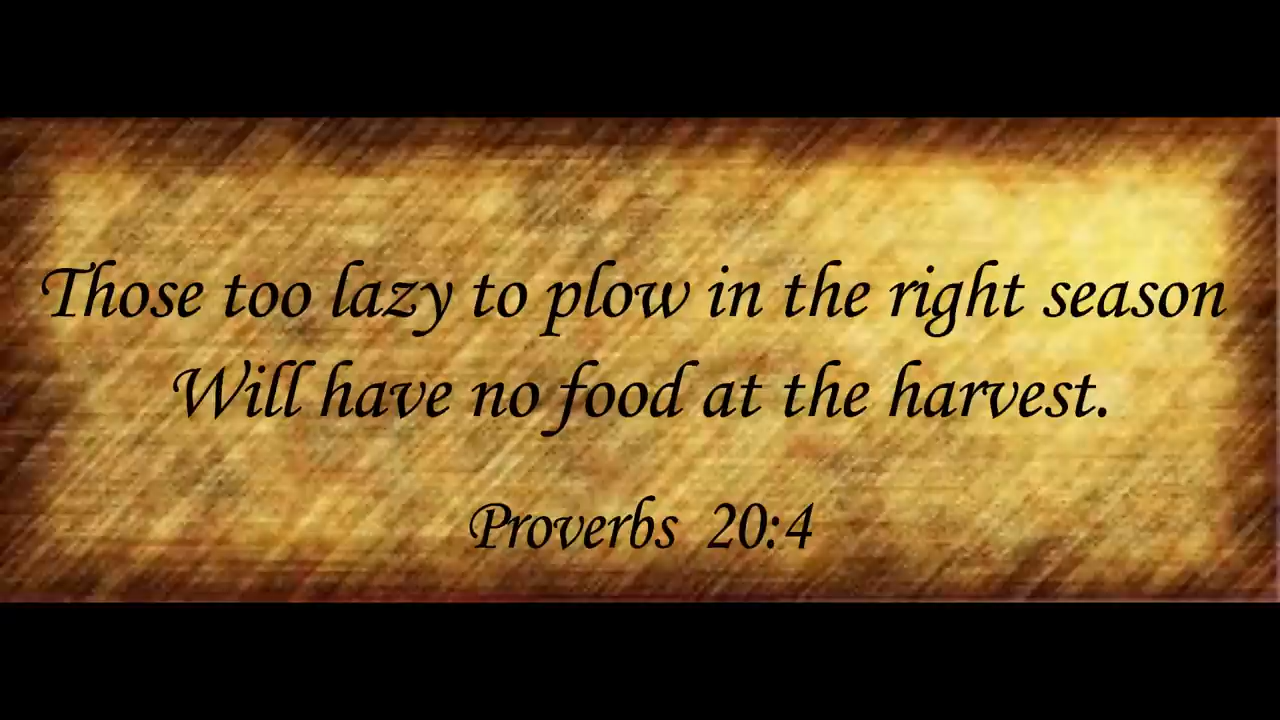 Those too lazy to plow in the right season
Will have no food at the harvest.
Proverbs 20:4